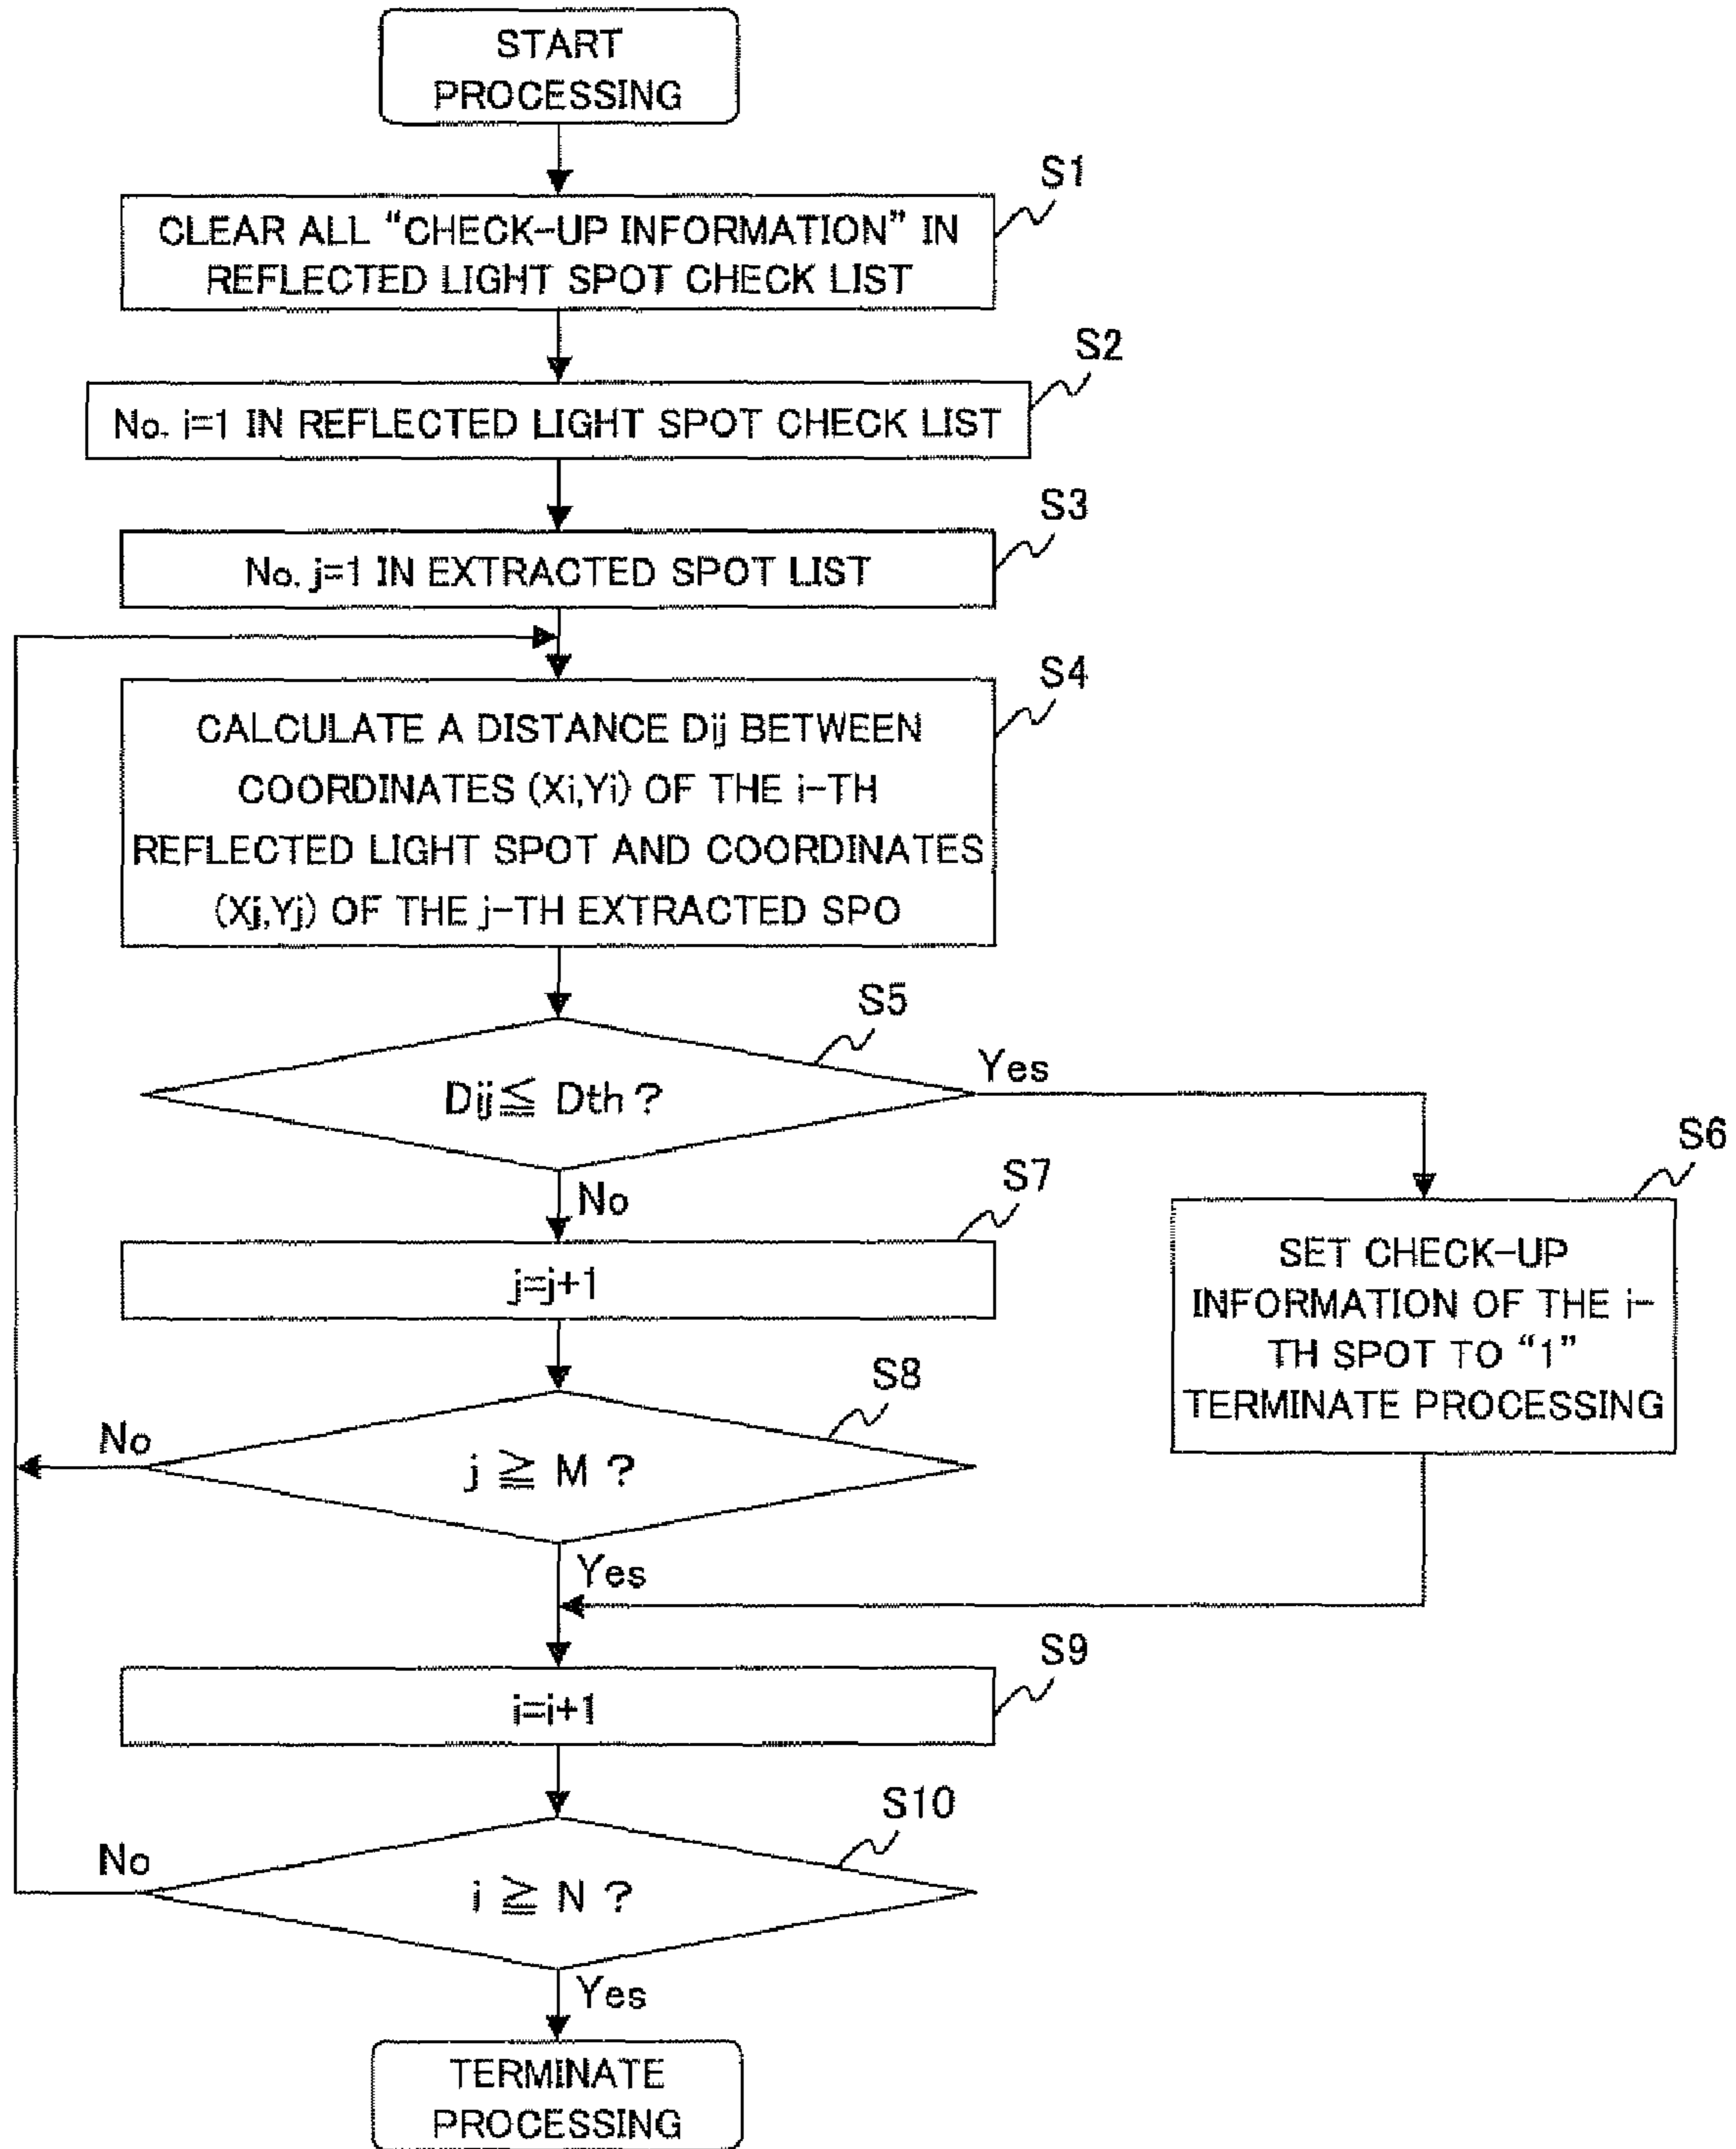 START
PROCESSING
S1
CLEAR ALL “CHECK-UP INFORMATION” IN
REFLECTED LIGHT SPOT CHECK LIST
S2
No. i=1 IN REFLECTED LIGHT SPOT CHECK LIST
S3
No. j=1 IN EXTRACTED SPOT LIST
S4
CALCULATE A DISTANCE Dij BETWEEN
COORDINATES (Xi,Yi) OF THE i-TH
REFLECTED LIGHT SPOT AND COORDINATES
(Xj,Yj) OF THE j-TH EXTRACTED SPO
S5
Dij≦ Dth ?
Yes
No
S6
SET CHECK-UP
INFORMATION OF THE i-
TH SPOT TO “1”
TERMINATE PROCESSING
S7
j=j+1
S8
j ≧ M ?
No
Yes
S9
i=i+1
S10
i ≧ N ?
No
Yes
TERMINATE
PROCESSING